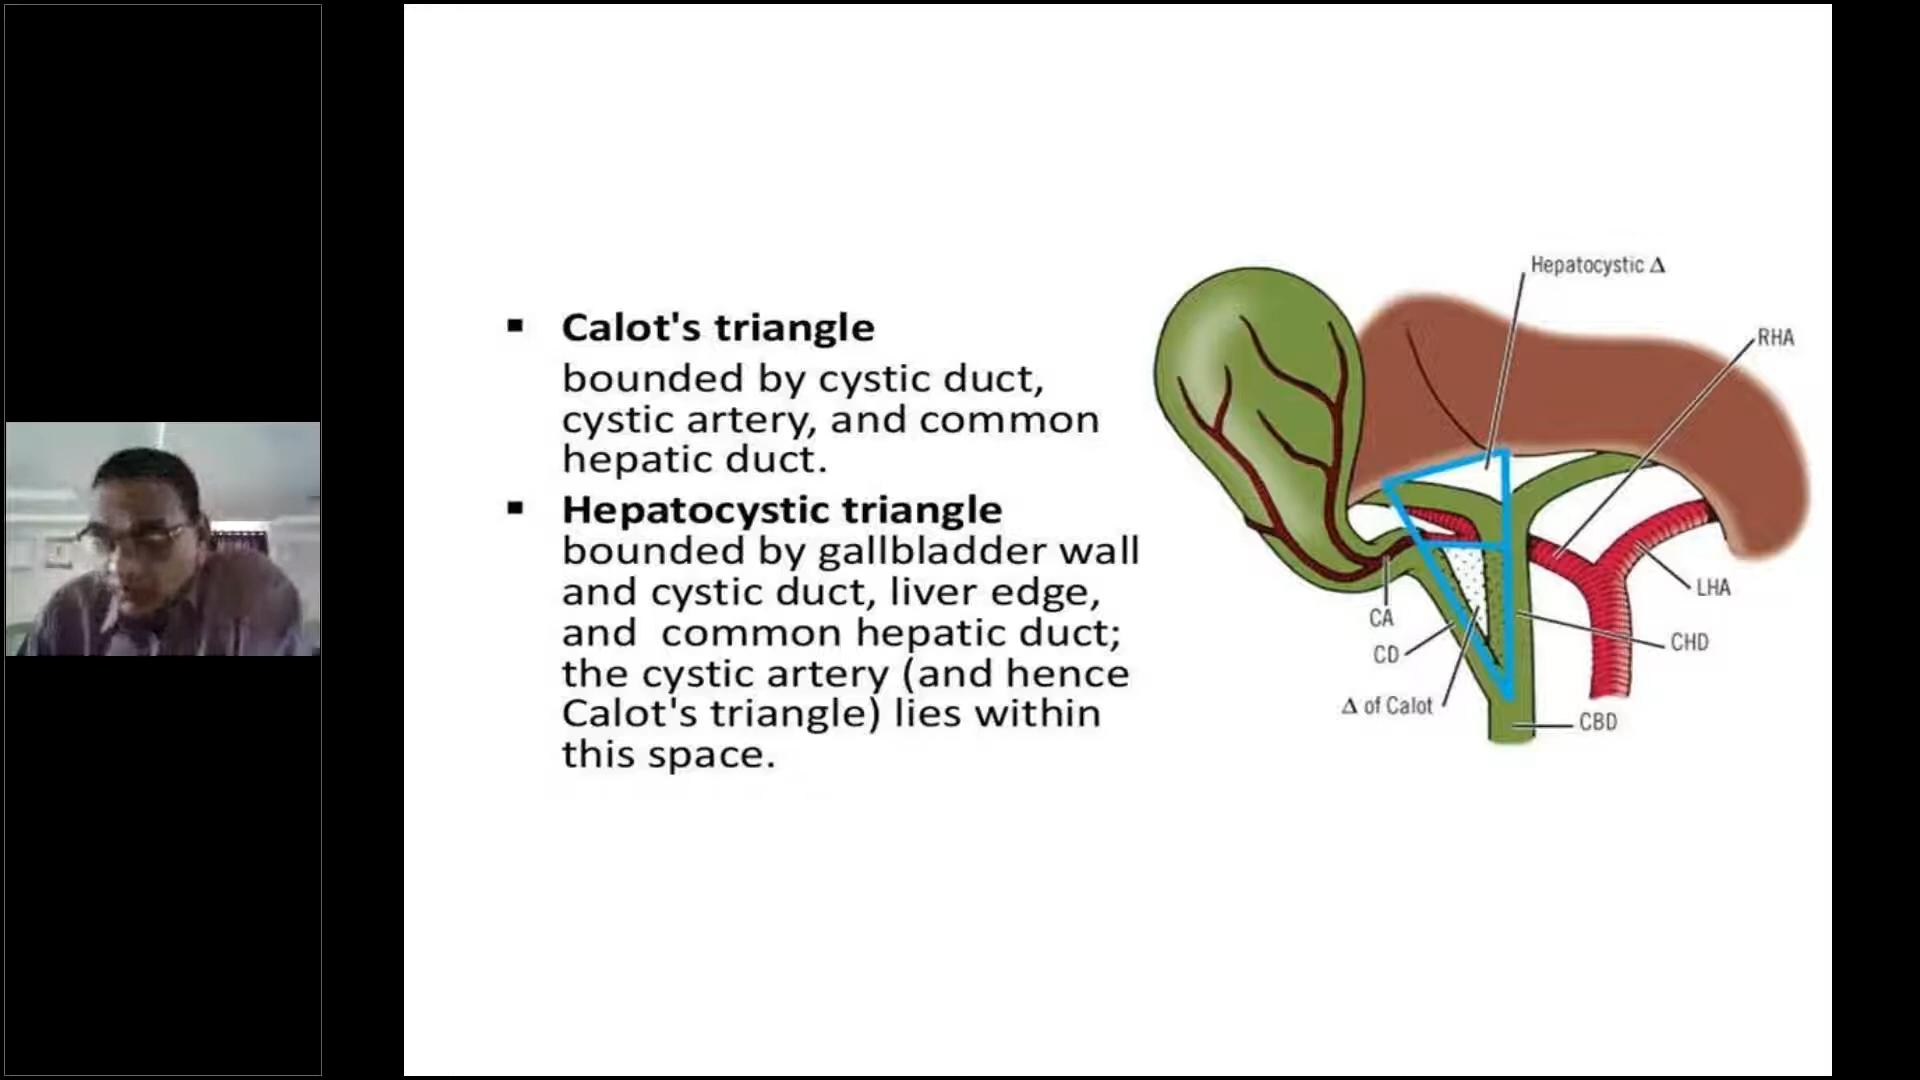 Calot's triangle
bounded by cystic duct,
cystic artery, and common
hepatic duct.
Hepatocystic triangle
bounded by gallbladder wall
and cystic duct, liver edge,
and common hepatic duct;
the cystic artery (and hence
Calot's triangle) lies within
this space.
Hepatocystic Δ
RHA
LHA
CA
CHD
CD
Δ of Calot
CBD